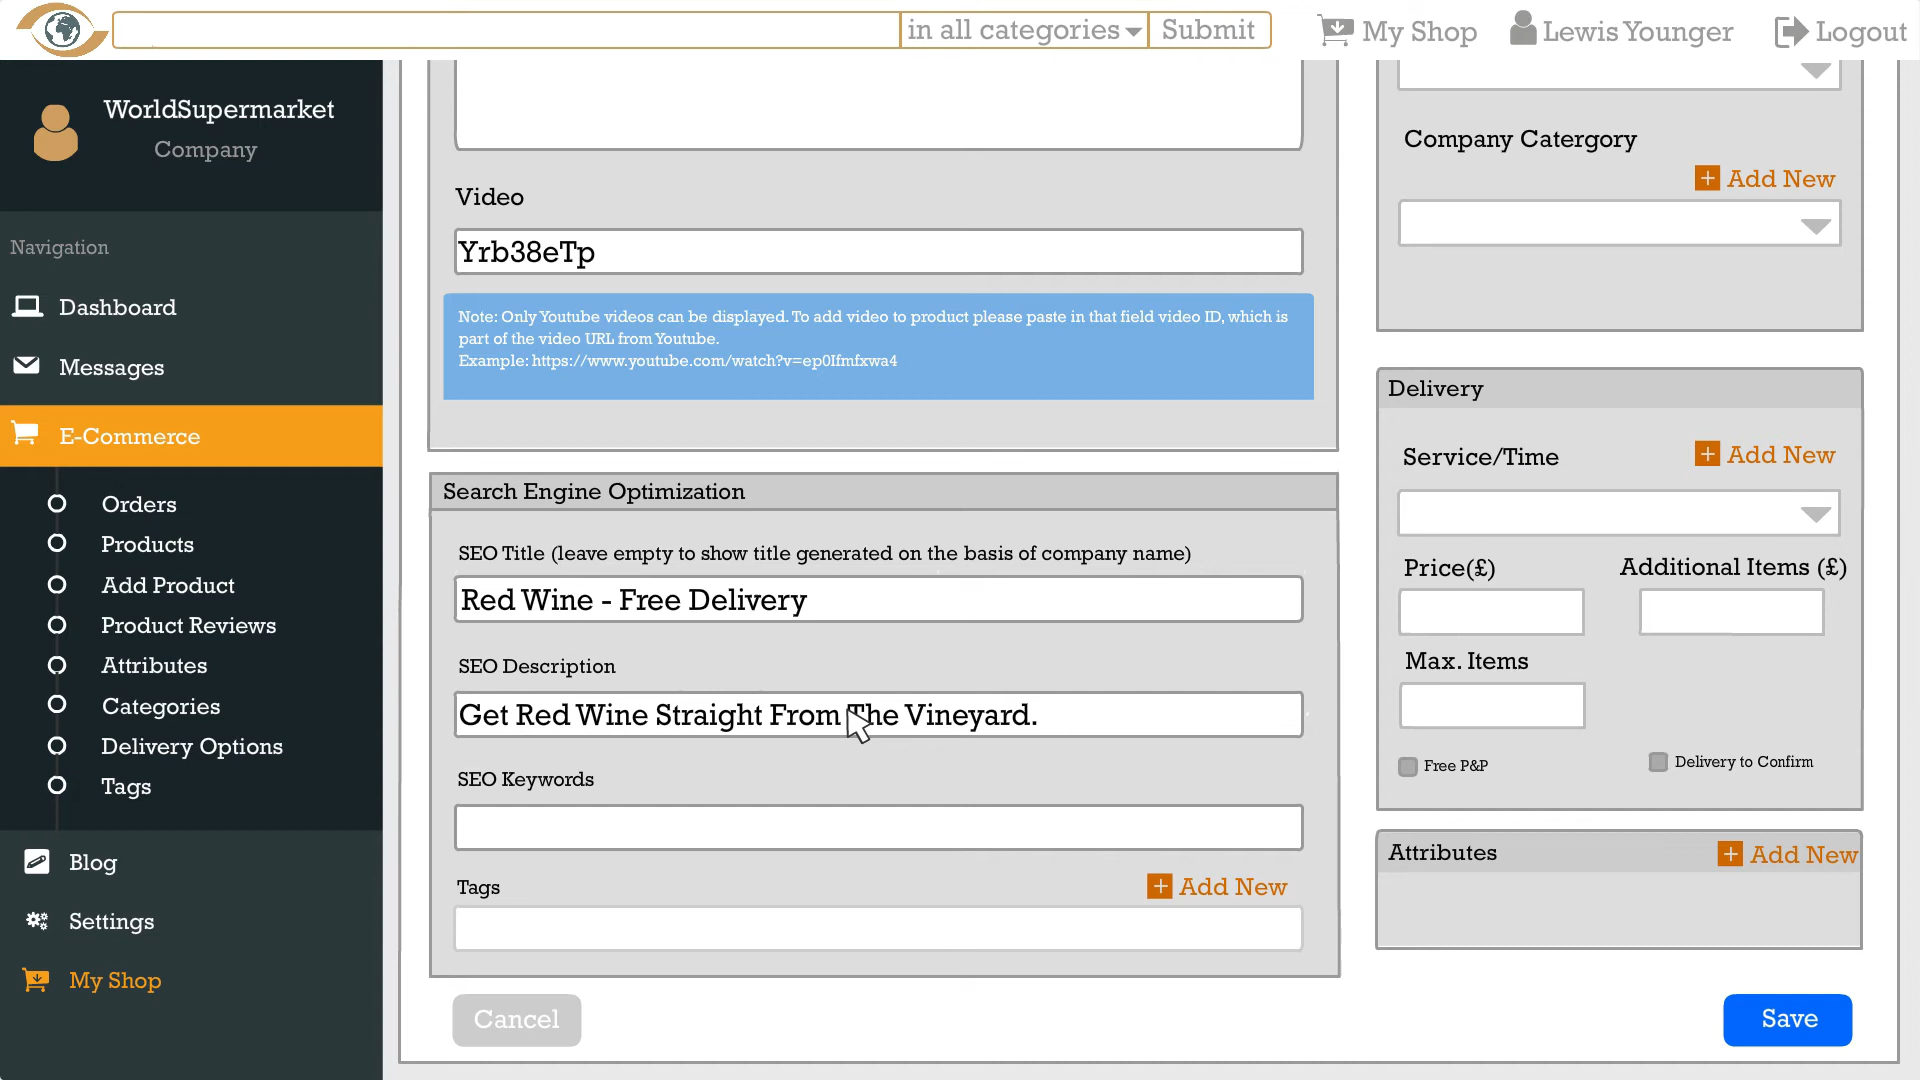 in all categories
Submit
My Shop
Lewis Younger
Logout
WorldSupermarket
Company
Navigation
Dashboard
Messages
E-Commerce
Orders
Products
Add Product
Product Reviews
Attributes
Categories
Delivery Options
Tags
Blog
Settings
My Shop
Video
Yrb38eTp
Note: Only Youtube videos can be displayed. To add video to product please paste in that field video ID, which is
part of the video URL from Youtube.
Example: https://www.youtube.com/watch?v=ep0Ifmfxwa4
Search Engine Optimization
SEO Title (leave empty to show title generated on the basis of company name)
Red Wine - Free Delivery
SEO Description
Get Red Wine Straight From The Vineyard.
SEO Keywords
Tags
+ Add New
Cancel
Company Catergory
+ Add New
Delivery
Service/Time
+ Add New
Price(£)
Additional Items (£)
Max. Items
Free P&P
Delivery to Confirm
Attributes
+ Add New
Save